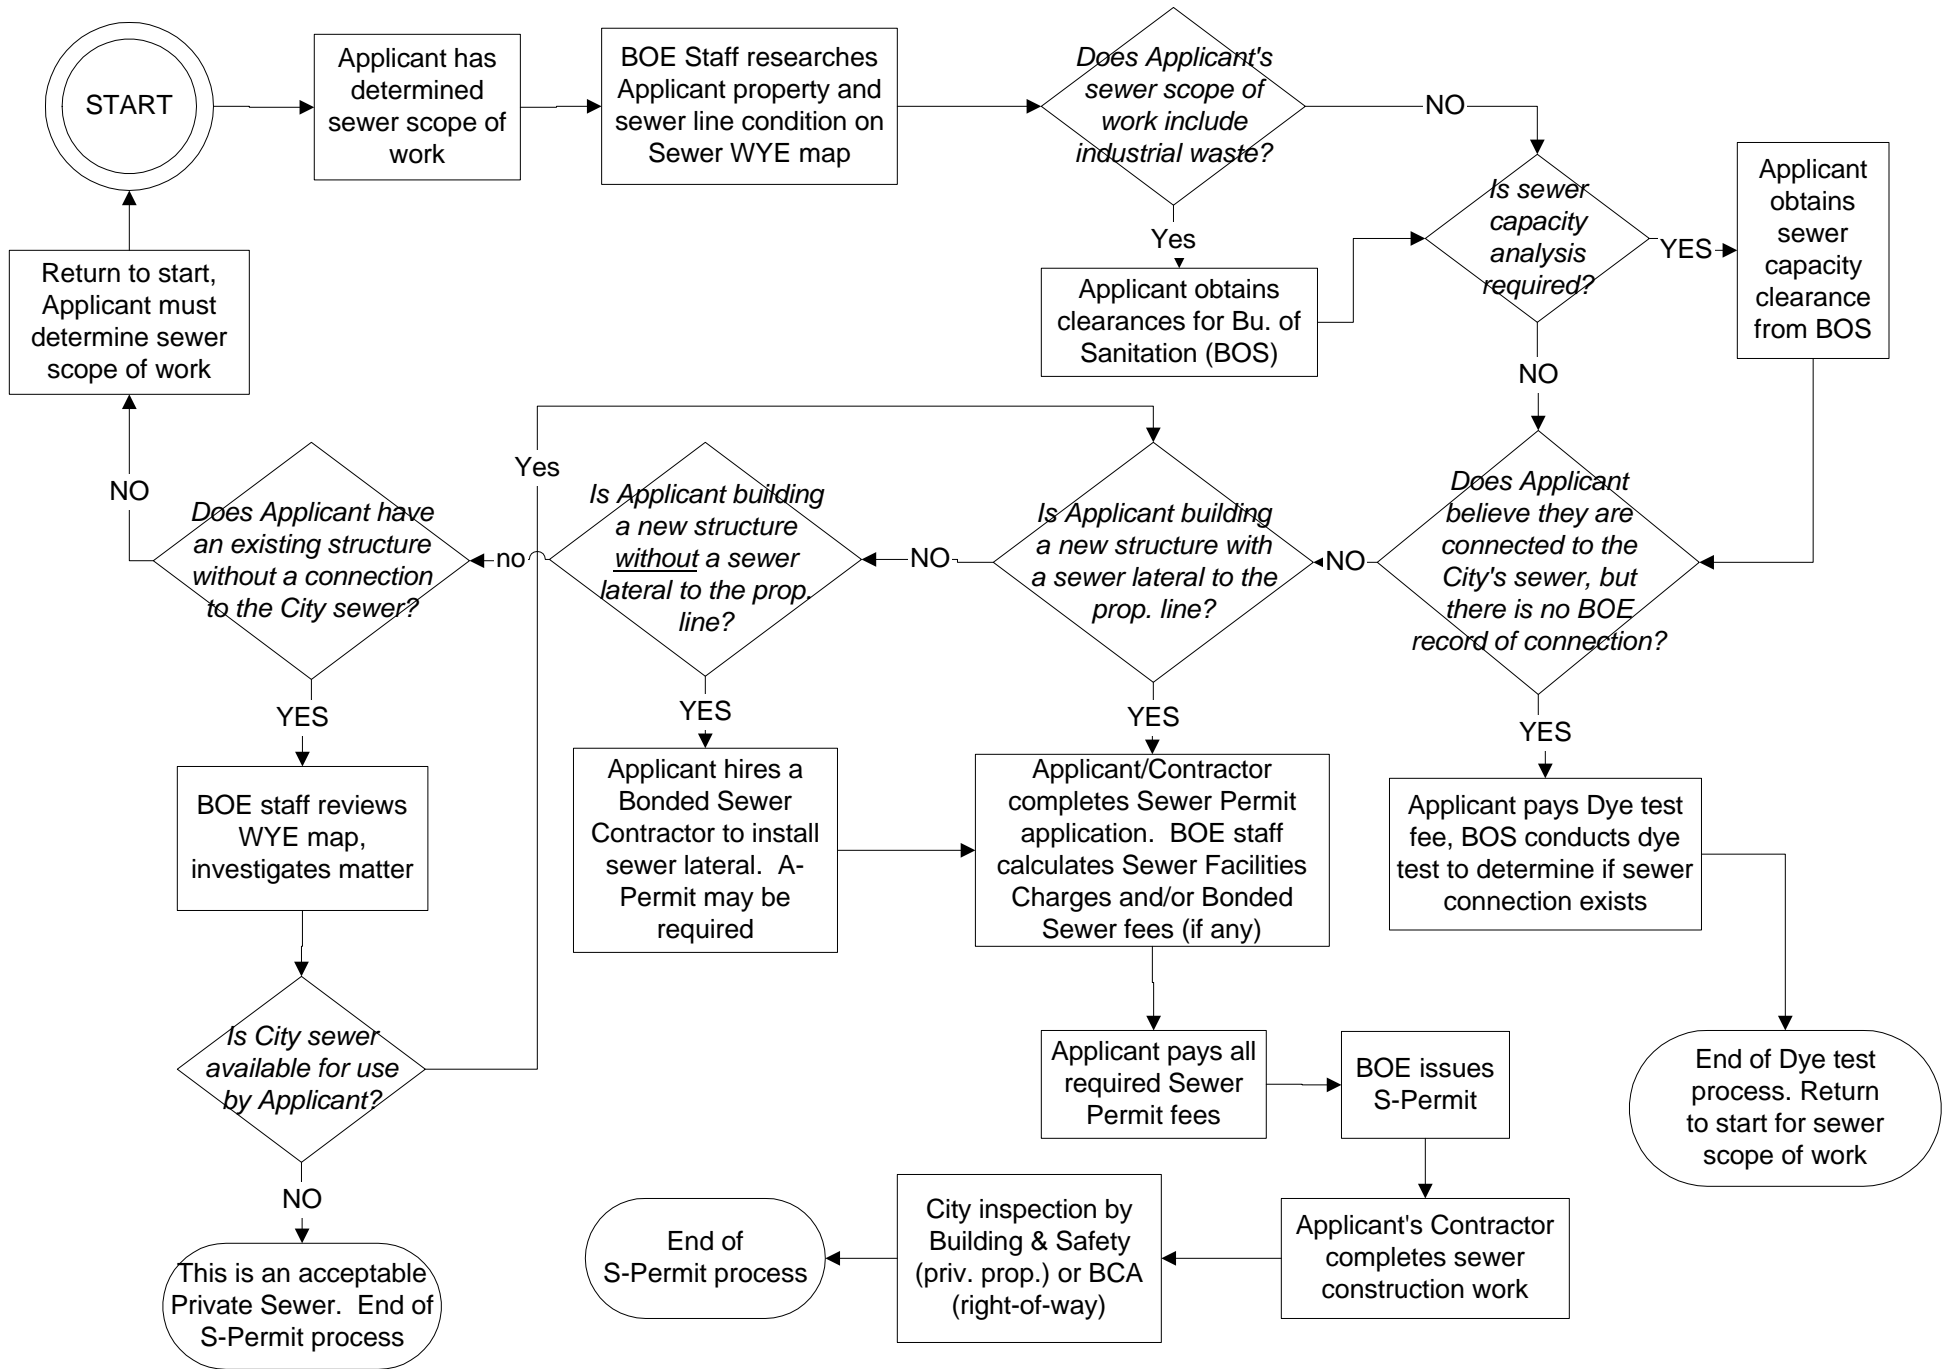 START
Applicant has
determined
sewer scope of
work
BOE Staff researches
Applicant property and
sewer line condition on
Sewer WYE map
Does Applicant's
sewer scope of
work include
industrial waste?
NO
Yes
Applicant obtains
clearances for Bu. of
Sanitation (BOS)
Is sewer
capacity
analysis
required?
YES
Applicant
obtains
sewer
capacity
clearance
from BOS
NO
Return to start,
Applicant must
determine sewer
scope of work
NO
Does Applicant have
an existing structure
without a connection
to the City sewer?
no
Yes
Is Applicant building
a new structure
without a sewer
lateral to the prop.
line?
NO
Is Applicant building
a new structure with
a sewer lateral to the
prop. line?
NO
Does Applicant
believe they are
connected to the
City's sewer, but
there is no BOE
record of connection?
YES
YES
YES
YES
BOE staff reviews
WYE map,
investigates matter
Applicant hires a
Bonded Sewer
Contractor to install
sewer lateral.  A-
Permit may be
required
Applicant/Contractor
completes Sewer Permit
application.  BOE staff
calculates Sewer Facilities
Charges and/or Bonded
Sewer fees (if any)
Applicant pays Dye test
fee, BOS conducts dye
test to determine if sewer
connection exists
Is City sewer
available for use
by Applicant?
NO
This is an acceptable
Private Sewer.  End of
S-Permit process
Applicant pays all
required Sewer
Permit fees
BOE issues
S-Permit
End of Dye test
process. Return
to start for sewer
scope of work
End of
S-Permit process
City inspection by
Building & Safety
(priv. prop.) or BCA
(right-of-way)
Applicant's Contractor
completes sewer
construction work